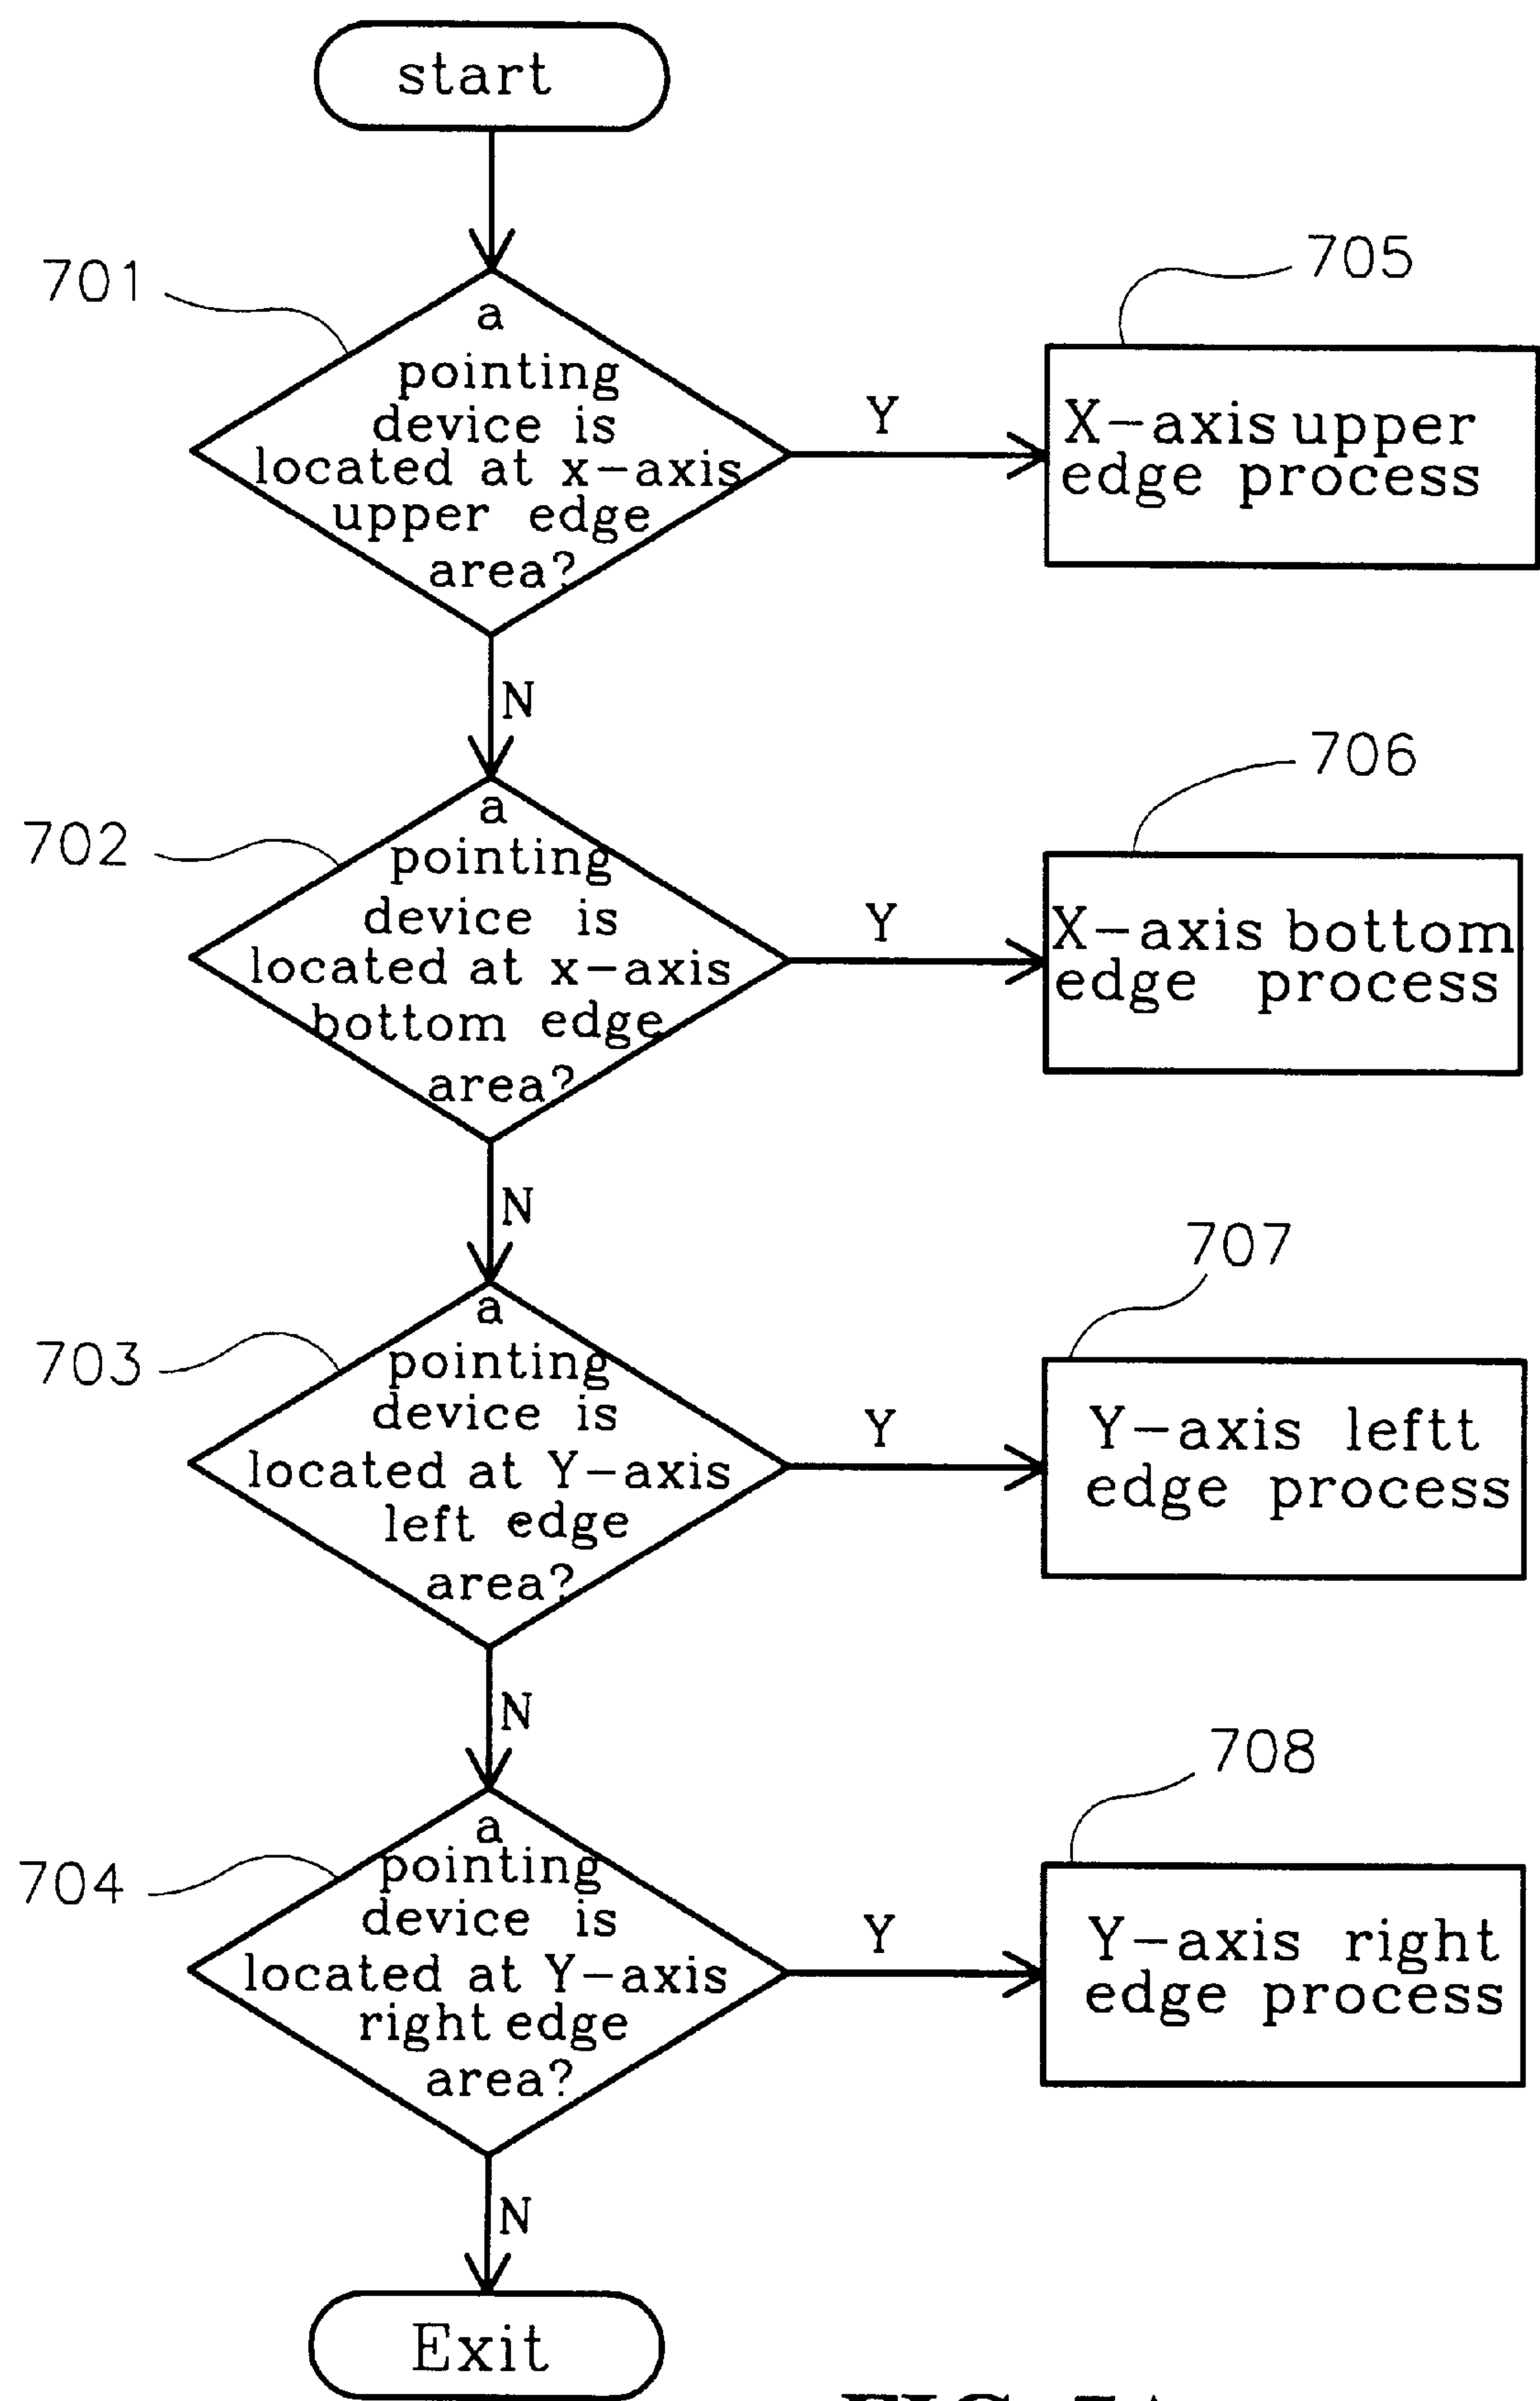 start
701
a
pointing
device is
located at x-axis
upper edge
area?
Y
705
X-axis upper
edge process
N
702
a
pointing
device is
located at x-axis
bottom edge
area?
Y
706
X-axis bottom
edge process
N
703
a
pointing
device is
located at Y-axis
left edge
area?
Y
707
Y-axis leftt
edge process
N
704
a
pointing
device is
located at Y-axis
right edge
area?
Y
708
Y-axis right
edge process
N
Exit